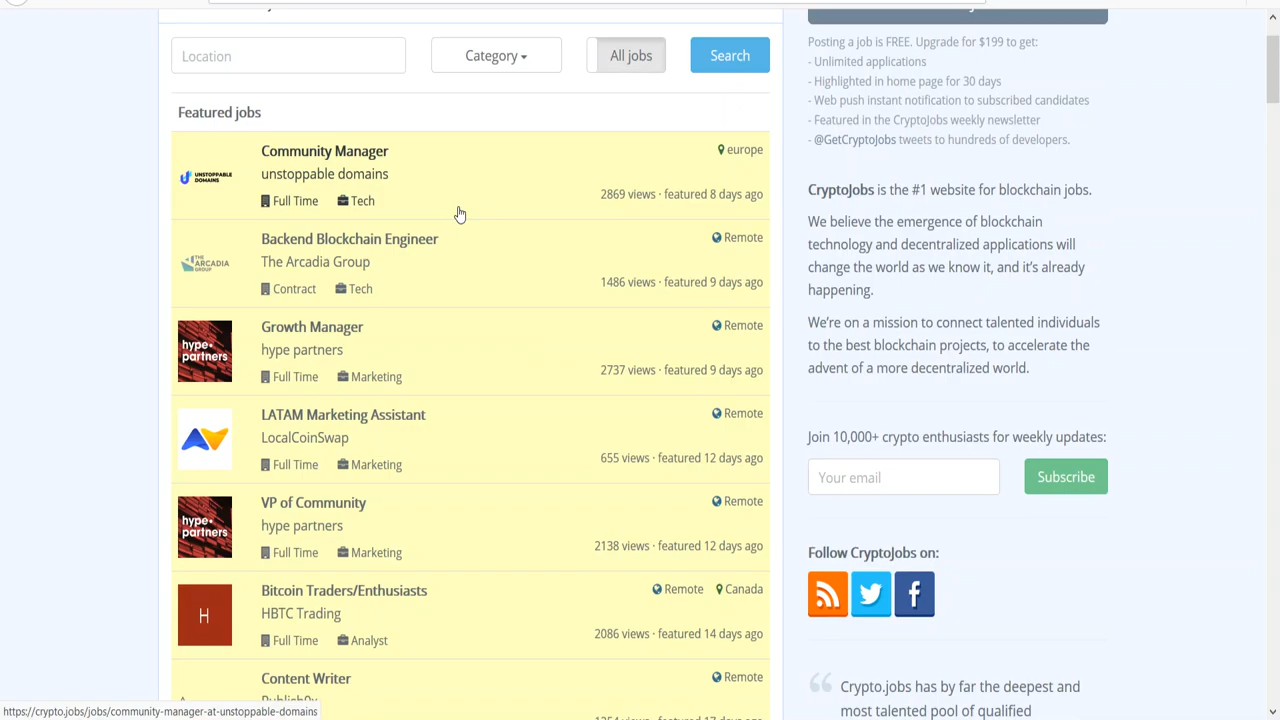 Location
Category
All jobs
Search
Featured jobs
UNSTOPPABLE DOMAINS
Community Manager
europe
unstoppable domains
2869 views · featured 8 days ago
Full Time
Tech
THE ARCADIA GROUP
Backend Blockchain Engineer
Remote
The Arcadia Group
1486 views · featured 9 days ago
Contract
Tech
hype partners
Growth Manager
Remote
hype partners
2737 views · featured 9 days ago
Full Time
Marketing
LATAM Marketing Assistant
Remote
LocalCoinSwap
655 views · featured 12 days ago
Full Time
Marketing
hype partners
VP of Community
Remote
hype partners
2138 views · featured 12 days ago
Full Time
Marketing
H
Bitcoin Traders/Enthusiasts
Remote
Canada
HBTC Trading
2086 views · featured 14 days ago
Full Time
Analyst
Content Writer
Remote
https://crypto.jobs/jobs/community-manager-at-unstoppable-domains
Posting a job is FREE. Upgrade for $199 to get:
- Unlimited applications
- Highlighted in home page for 30 days
- Web push instant notification to subscribed candidates
- Featured in the CryptoJobs weekly newsletter
- @GetCryptoJobs tweets to hundreds of developers.
CryptoJobs is the #1 website for blockchain jobs.
We believe the emergence of blockchain
technology and decentralized applications will
change the world as we know it, and it's already
happening.
We're on a mission to connect talented individuals
to the best blockchain projects, to accelerate the
advent of a more decentralized world.
Join 10,000+ crypto enthusiasts for weekly updates:
Your email
Subscribe
Follow CryptoJobs on:
Crypto.jobs has by far the deepest and
most talented pool of qualified